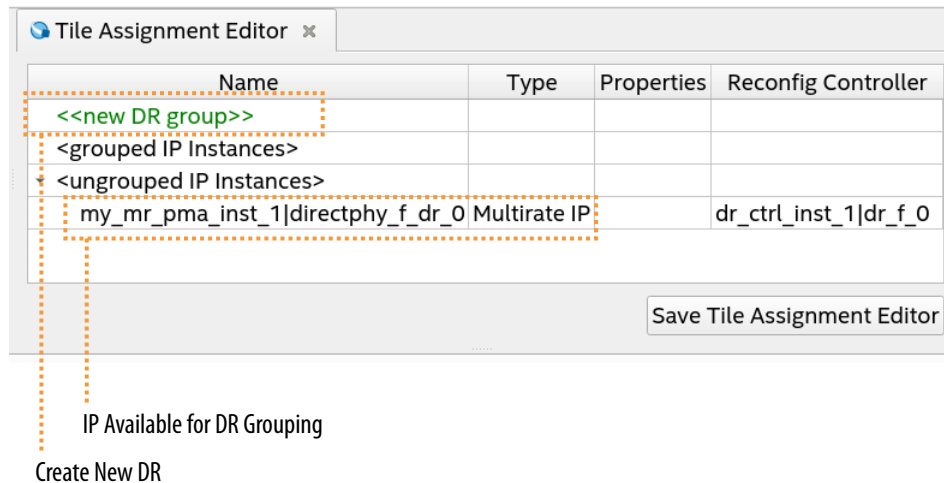 Tile Assignment Editor
Name Type Properties Reconfig Controller
<<new DR group>>
<grouped IP Instances>
<ungrouped IP Instances>
my_mr_pma_inst_1|directphy_f_dr_0 Multirate IP dr_ctrl_inst_1|dr_f_0
Save Tile Assignment Editor
IP Available for DR Grouping
Create New DR